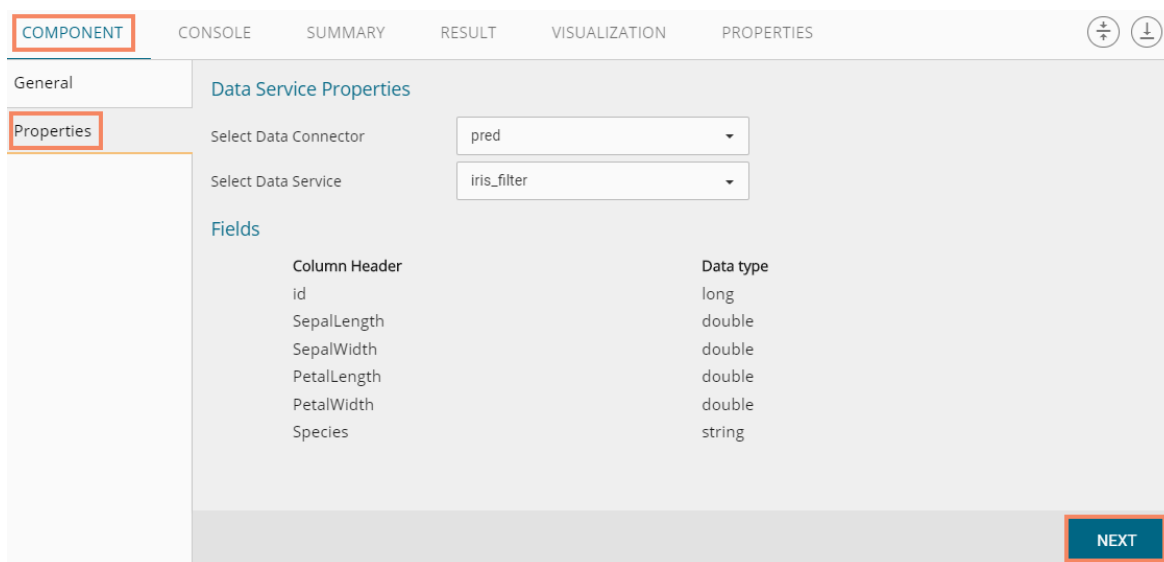 COMPONENT CONSOLE SUMMARY RESULT VISUALIZATION PROPERTIES
General
Properties
Data Service Properties
Select Data Connector pred
Select Data Service iris_filter
Fields
Column Header Data type
id long
SepalLength double
SepalWidth double
PetalLength double
PetalWidth double
Species string
NEXT